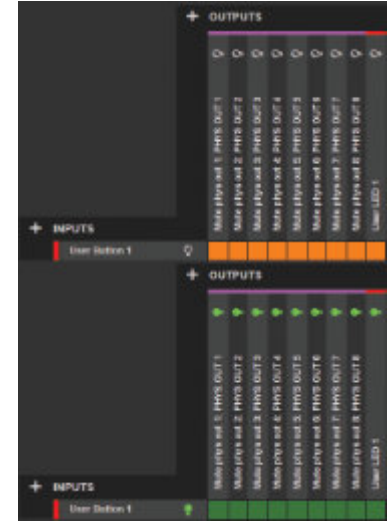 + OUTPUTS
Mute phys out 1: PHYS OUT 1
Mute phys out 2: PHYS OUT 2
Mute phys out 3: PHYS OUT 3
Mute phys out 4: PHYS OUT 4
Mute phys out 5: PHYS OUT 5
Mute phys out 6: PHYS OUT 6
Mute phys out 7: PHYS OUT 7
Mute phys out 8: PHYS OUT 8
User LED 1
+ INPUTS
User Button 1
+ OUTPUTS
Mute phys out 1: PHYS OUT 1
Mute phys out 2: PHYS OUT 2
Mute phys out 3: PHYS OUT 3
Mute phys out 4: PHYS OUT 4
Mute phys out 5: PHYS OUT 5
Mute phys out 6: PHYS OUT 6
Mute phys out 7: PHYS OUT 7
Mute phys out 8: PHYS OUT 8
User LED 1
+ INPUTS
User Button 1